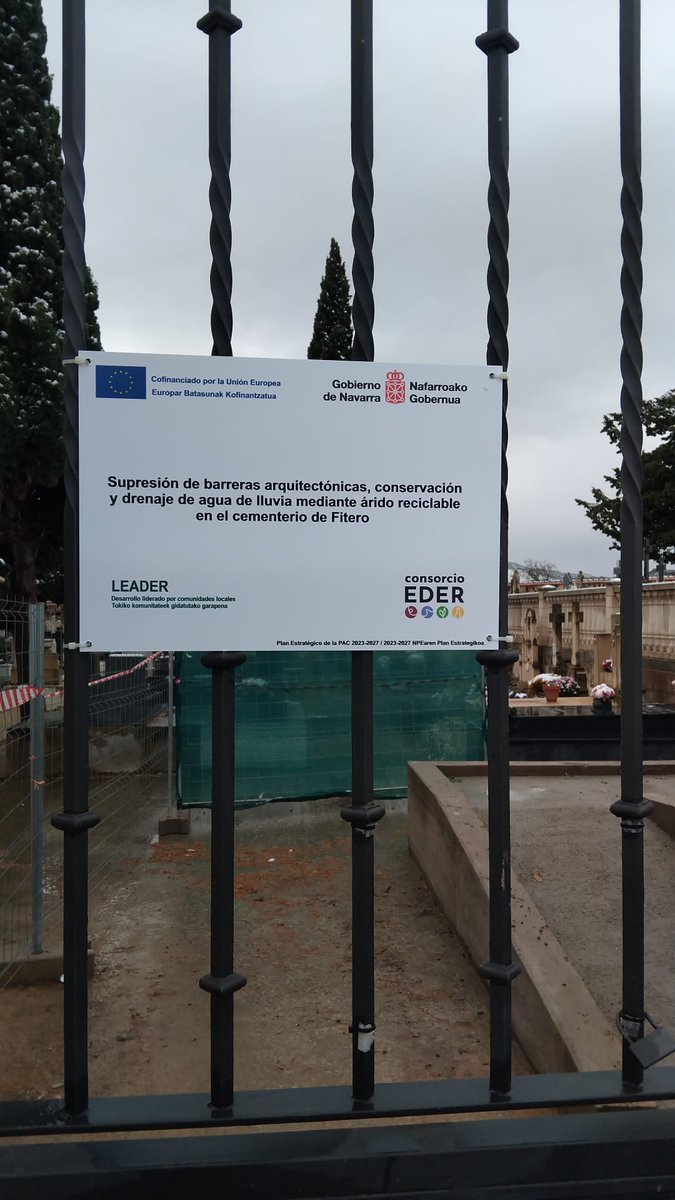 Cofinanciado por la Unión Europea
Europar Batasunak Kofinantzatua
Gobierno
de Navarra
Nafarroako
Gobernua
Supresión de barreras arquitectónicas, conservación
y drenaje de agua de lluvia mediante árido reciclable
en el cementerio de Fitero
LEADER
Desarrollo liderado por comunidades locales
Tokiko komunitateek gidatutako garapena
consorcio
EDER
Plan Estratégico de la PAC 2023-2027 / 2023-2027 NPEaren Plan Estrategikoa